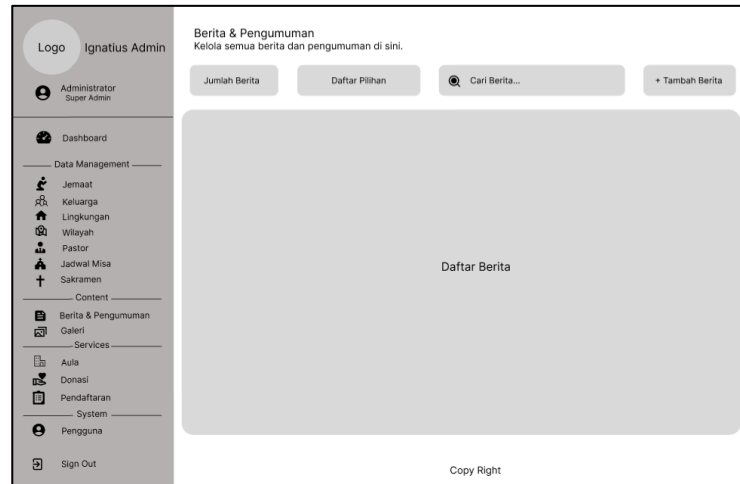 Logo
Ignatius Admin
Administrator
Super Admin
Dashboard
Data Management
Jemaat
Keluarga
Lingkungan
Wilayah
Pastor
Jadwal Misa
Sakramen
Content
Berita & Pengumuman
Galeri
Services
Aula
Donasi
Pendaftaran
System
Pengguna
Sign Out
Berita & Pengumuman
Kelola semua berita dan pengumuman di sini.
Jumlah Berita
Daftar Pilihan
Cari Berita...
+ Tambah Berita
Daftar Berita
Copy Right